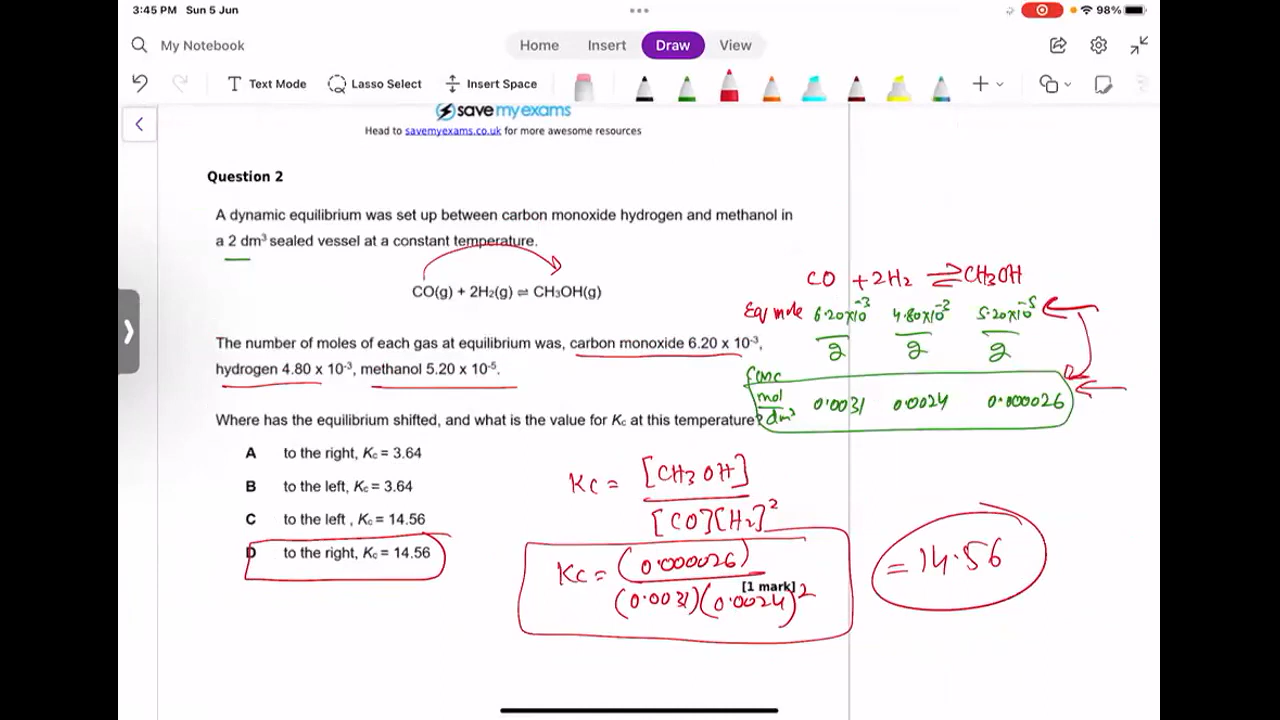 3:45 PM Sun 5 Jun
98%
My Notebook
Home Insert Draw View
Text Mode Lasso Select Insert Space
savemyexams
Head to savemyexams.co.uk for more awesome resources
Question 2
A dynamic equilibrium was set up between carbon monoxide hydrogen and methanol in
a 2 dm³ sealed vessel at a constant temperature.
CO(g) + 2H₂(g) ⇌ CH₃OH(g)
CO + 2H2 ⇌ CH3OH
Eq mole 6.20×10⁻³ 4.80×10⁻³ 5.20×10⁻⁵
2 2 2
The number of moles of each gas at equilibrium was, carbon monoxide 6.20 x 10⁻³,
hydrogen 4.80 x 10⁻³, methanol 5.20 x 10⁻⁵.
Conc
mol
dm³ 0.0031 0.0024 0.000026
Where has the equilibrium shifted, and what is the value for Kc at this temperature?
A to the right, Kc = 3.64
B to the left, Kc = 3.64
C to the left , Kc = 14.56
D to the right, Kc = 14.56
Kc = [CH3OH]
[CO][H2]²
Kc = (0.000026)
[1 mark]
(0.0031)(0.0024)²
= 14.56